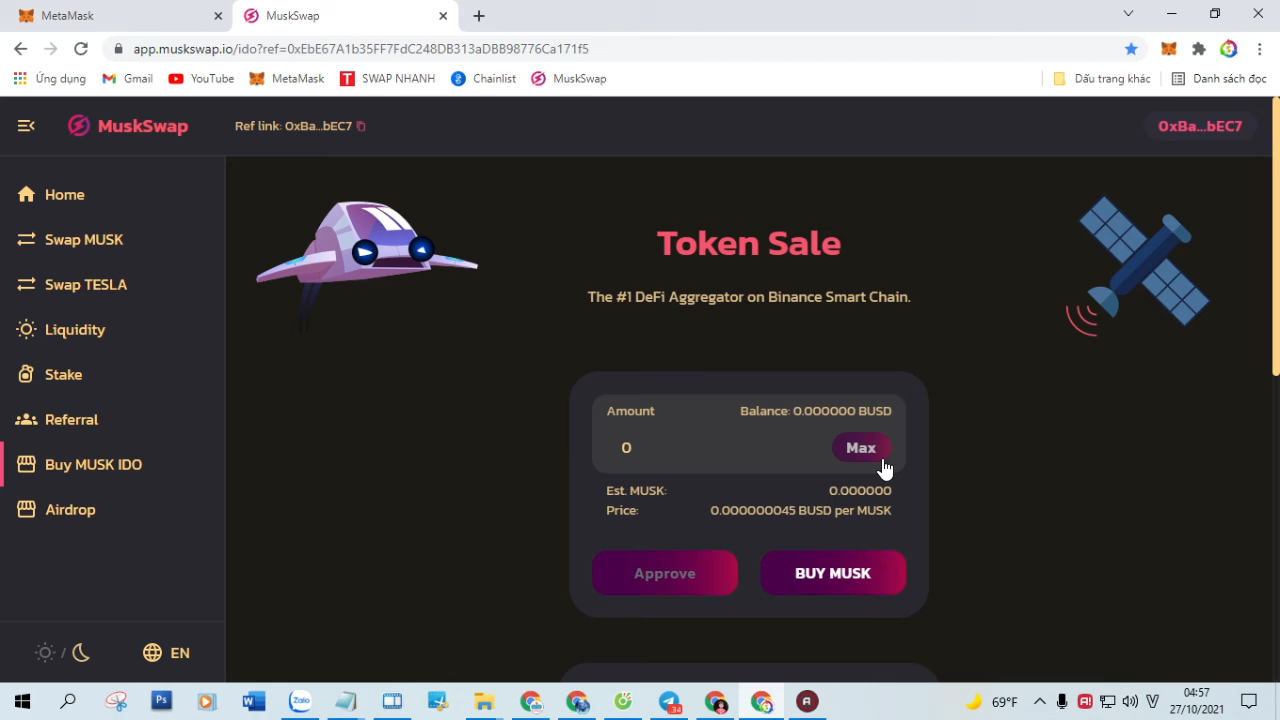 MetaMask
MuskSwap
app.muskswap.io/ido?ref=0xEbE67A1b35FF7FdC248DB313aDBB98776Ca171f5
Ứng dụng
Gmail
YouTube
MetaMask
T
SWAP NHANH
Chainlist
MuskSwap
Dấu trang khác
Danh sách đọc
MuskSwap
Ref link: 0xBa...bEC7
0xBa...bEC7
Home
Swap MUSK
Swap TESLA
Liquidity
Stake
Referral
Buy MUSK IDO
Airdrop
/
EN
Token Sale
The #1 DeFi Aggregator on Binance Smart Chain.
Amount
Balance: 0.000000 BUSD
0
Max
Est. MUSK:
0.000000
Price:
0.000000045 BUSD per MUSK
Approve
BUY MUSK
Ps
W
Zalo
34
A
69°F
04:57
27/10/2021